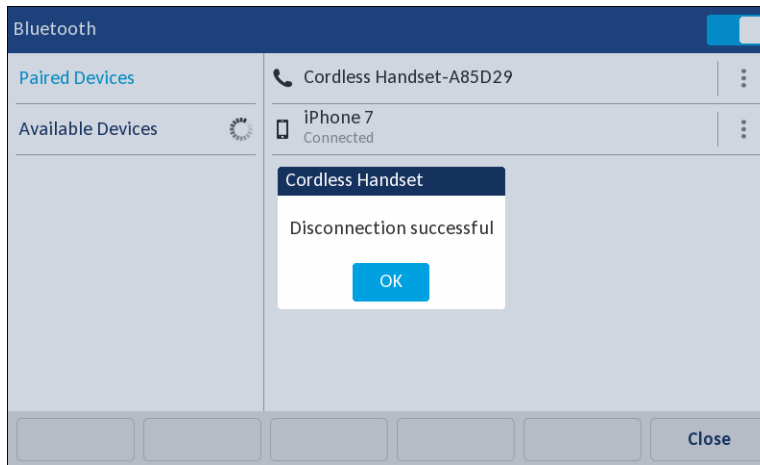 Bluetooth
Paired Devices
Available Devices
Cordless Handset-A85D29
iPhone 7
Connected
Cordless Handset
Disconnection successful
OK
Close